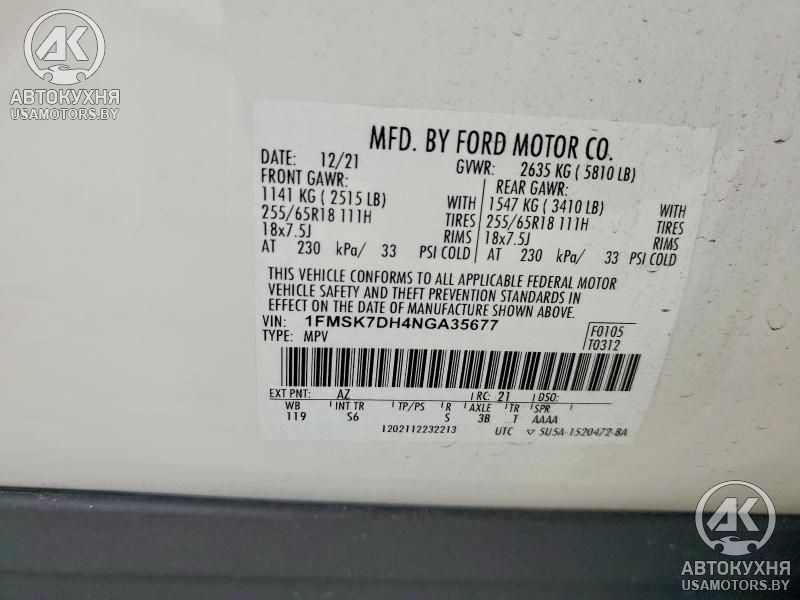 AK
АВТОКУХНЯ
USAMOTORS.BY
MFD. BY FORD MOTOR CO.
DATE: 12/21 GVWR: 2635 KG ( 5810 LB)
FRONT GAWR: REAR GAWR:
1141 KG ( 2515 LB) WITH 1547 KG ( 3410 LB) WITH
255/65R18 111H TIRES 255/65R18 111H TIRES
18x7.5J RIMS 18x7.5J RIMS
AT 230 kPa/ 33 PSI COLD AT 230 kPa/ 33 PSI COLD
THIS VEHICLE CONFORMS TO ALL APPLICABLE FEDERAL MOTOR
VEHICLE SAFETY AND THEFT PREVENTION STANDARDS IN
EFFECT ON THE DATE OF MANUFACTURE SHOWN ABOVE.
VIN: 1FMSK7DH4NGA35677 F0105
TYPE: MPV T0312
EXT PNT: AZ RC: 21 DSO:
WB INT TR TP/PS R AXLE TR SPR
119 S6 S 3B T AAAA
1202112232213 UTC ▽ 5U5A-1520472-BA
AK
АВТОКУХНЯ
USAMOTORS.BY